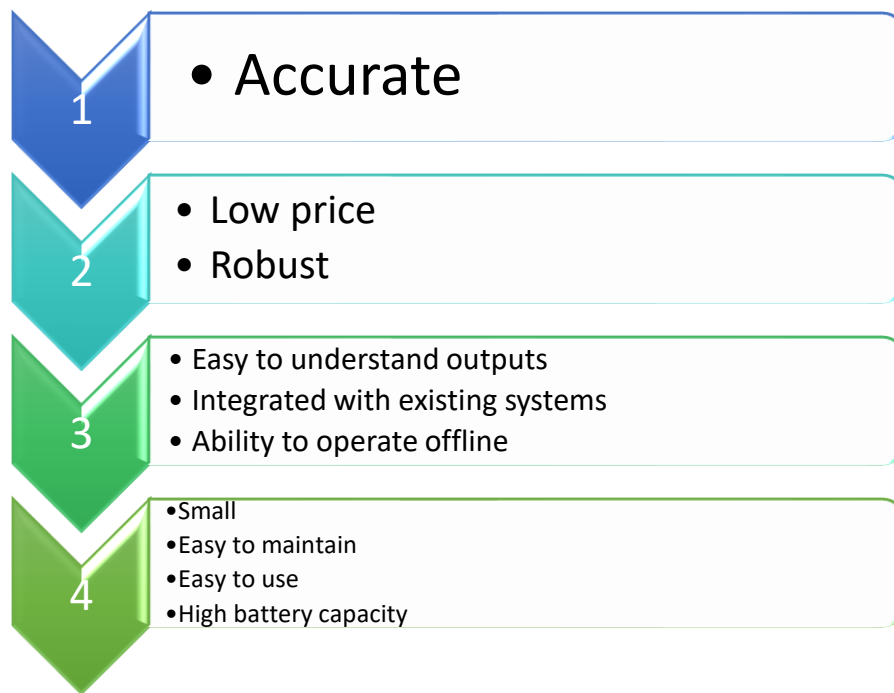 1
• Accurate
2
• Low price
• Robust
3
• Easy to understand outputs
• Integrated with existing systems
• Ability to operate offline
4
•Small
•Easy to maintain
•Easy to use
•High battery capacity